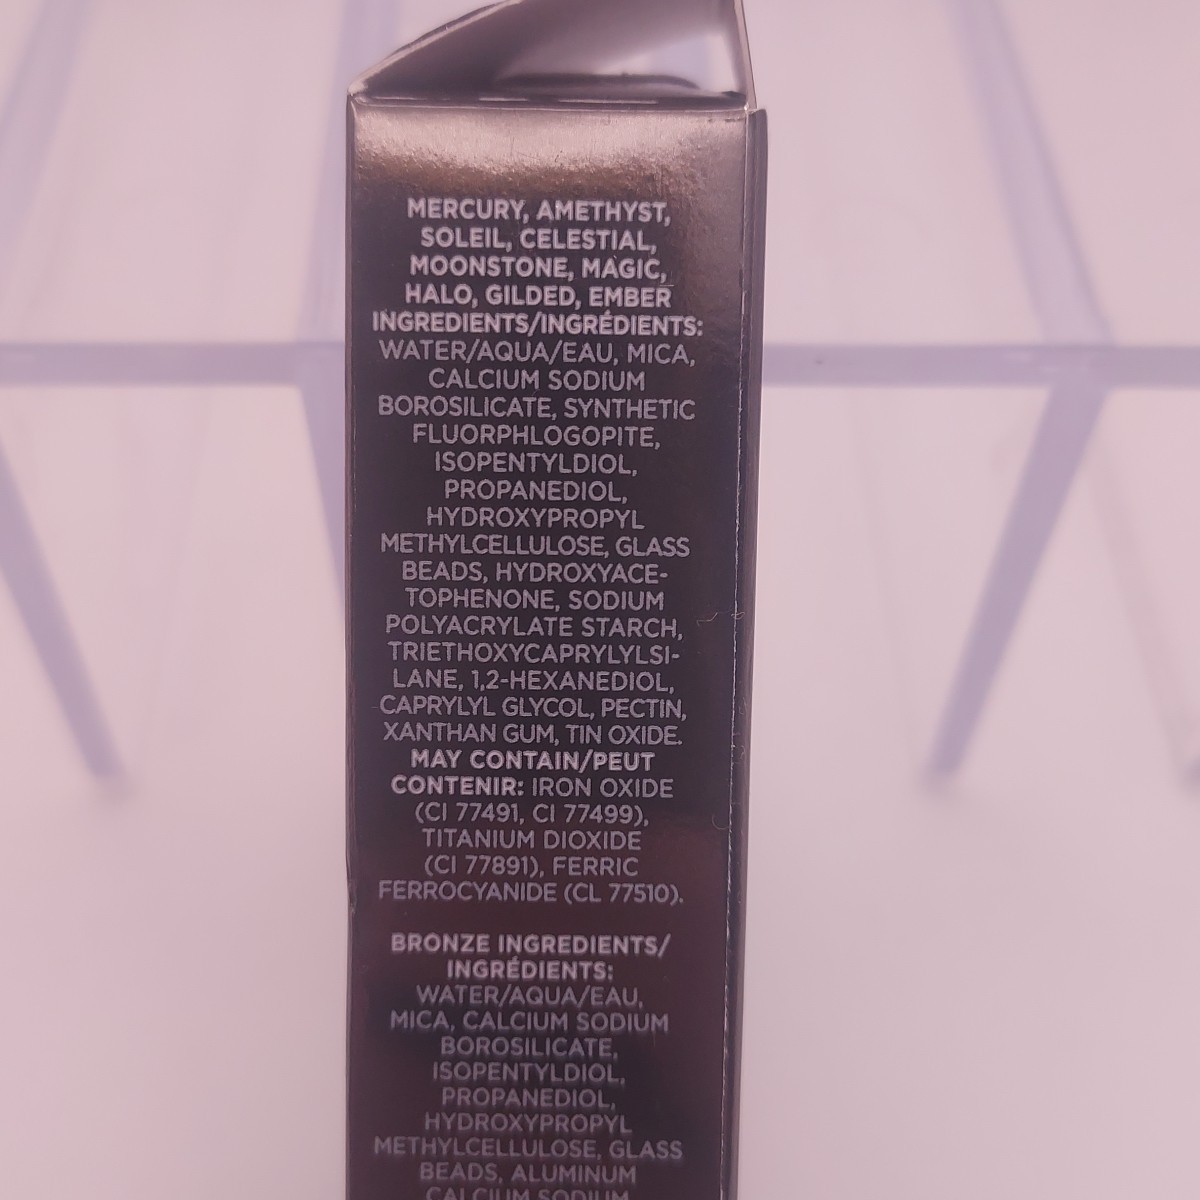 MERCURY, AMETHYST,
SOLEIL, CELESTIAL,
MOONSTONE, MAGIC,
HALO, GILDED, EMBER
INGREDIENTS/INGRÉDIENTS:
WATER/AQUA/EAU, MICA,
CALCIUM SODIUM
BOROSILICATE, SYNTHETIC
FLUORPHLOGOPITE,
ISOPENTYLDIOL,
PROPANEDIOL,
HYDROXYPROPYL
METHYLCELLULOSE, GLASS
BEADS, HYDROXYACE-
TOPHENONE, SODIUM
POLYACRYLATE STARCH,
TRIETHOXYCAPRYLYLSI-
LANE, 1,2-HEXANEDIOL,
CAPRYLYL GLYCOL, PECTIN,
XANTHAN GUM, TIN OXIDE.
MAY CONTAIN/PEUT
CONTENIR: IRON OXIDE
(CI 77491, CI 77499),
TITANIUM DIOXIDE
(CI 77891), FERRIC
FERROCYANIDE (CL 77510).
BRONZE INGREDIENTS/
INGRÉDIENTS:
WATER/AQUA/EAU,
MICA, CALCIUM SODIUM
BOROSILICATE,
ISOPENTYLDIOL,
PROPANEDIOL,
HYDROXYPROPYL
METHYLCELLULOSE, GLASS
BEADS, ALUMINUM
CALCIUM SODIUM